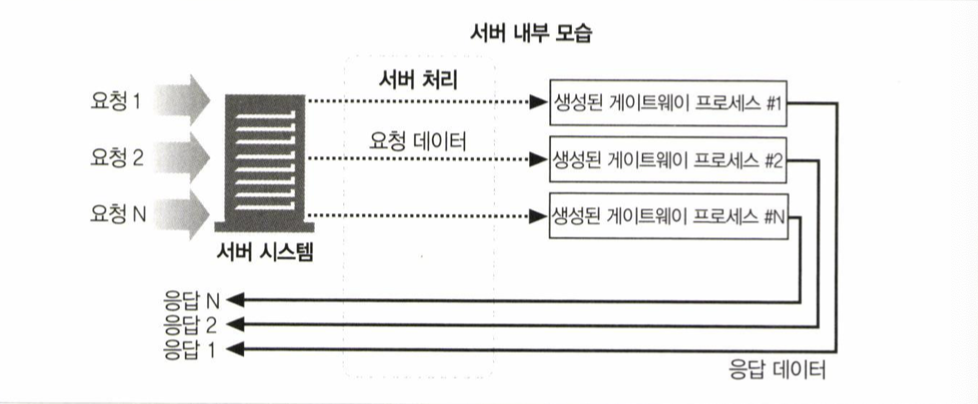 서버 내부 모습
서버 처리
요청 1
생성된 게이트웨이 프로세스 #1
요청 데이터
요청 2
생성된 게이트웨이 프로세스 #2
요청 N
생성된 게이트웨이 프로세스 #N
서버 시스템
응답 N
응답 2
응답 1
응답 데이터